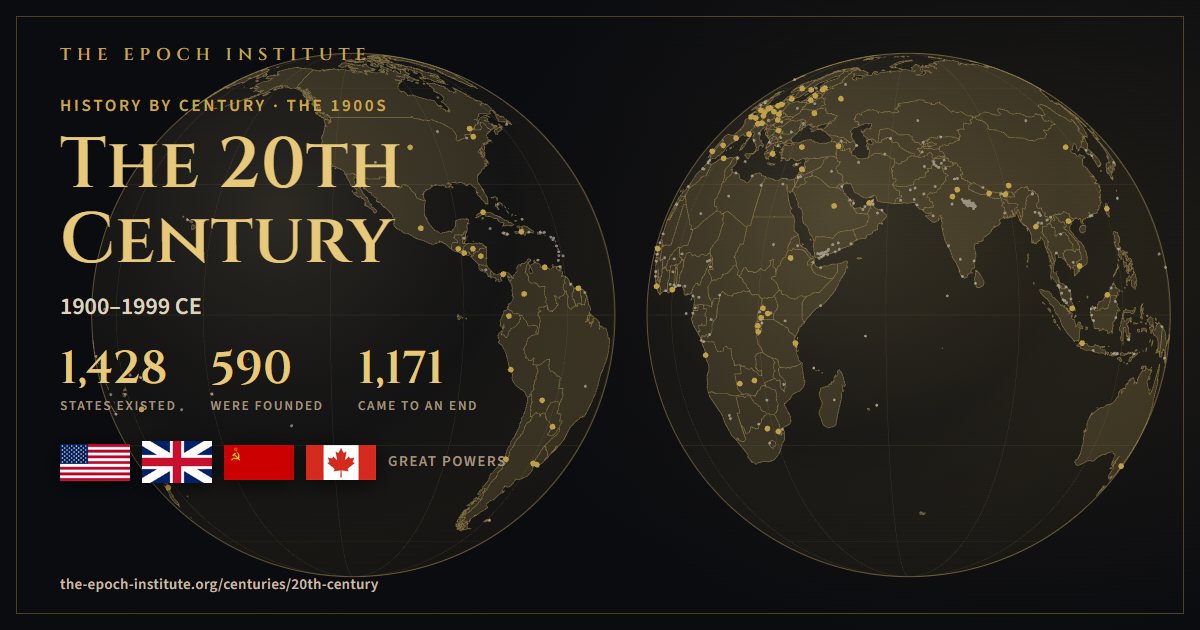 THE EPOCH INSTITUTE
HISTORY BY CENTURY · THE 1900S
THE 20TH
CENTURY
1900–1999 CE
1,428 590 1,171
STATES EXISTED WERE FOUNDED CAME TO AN END
GREAT POWERS
the-epoch-institute.org/centuries/20th-century